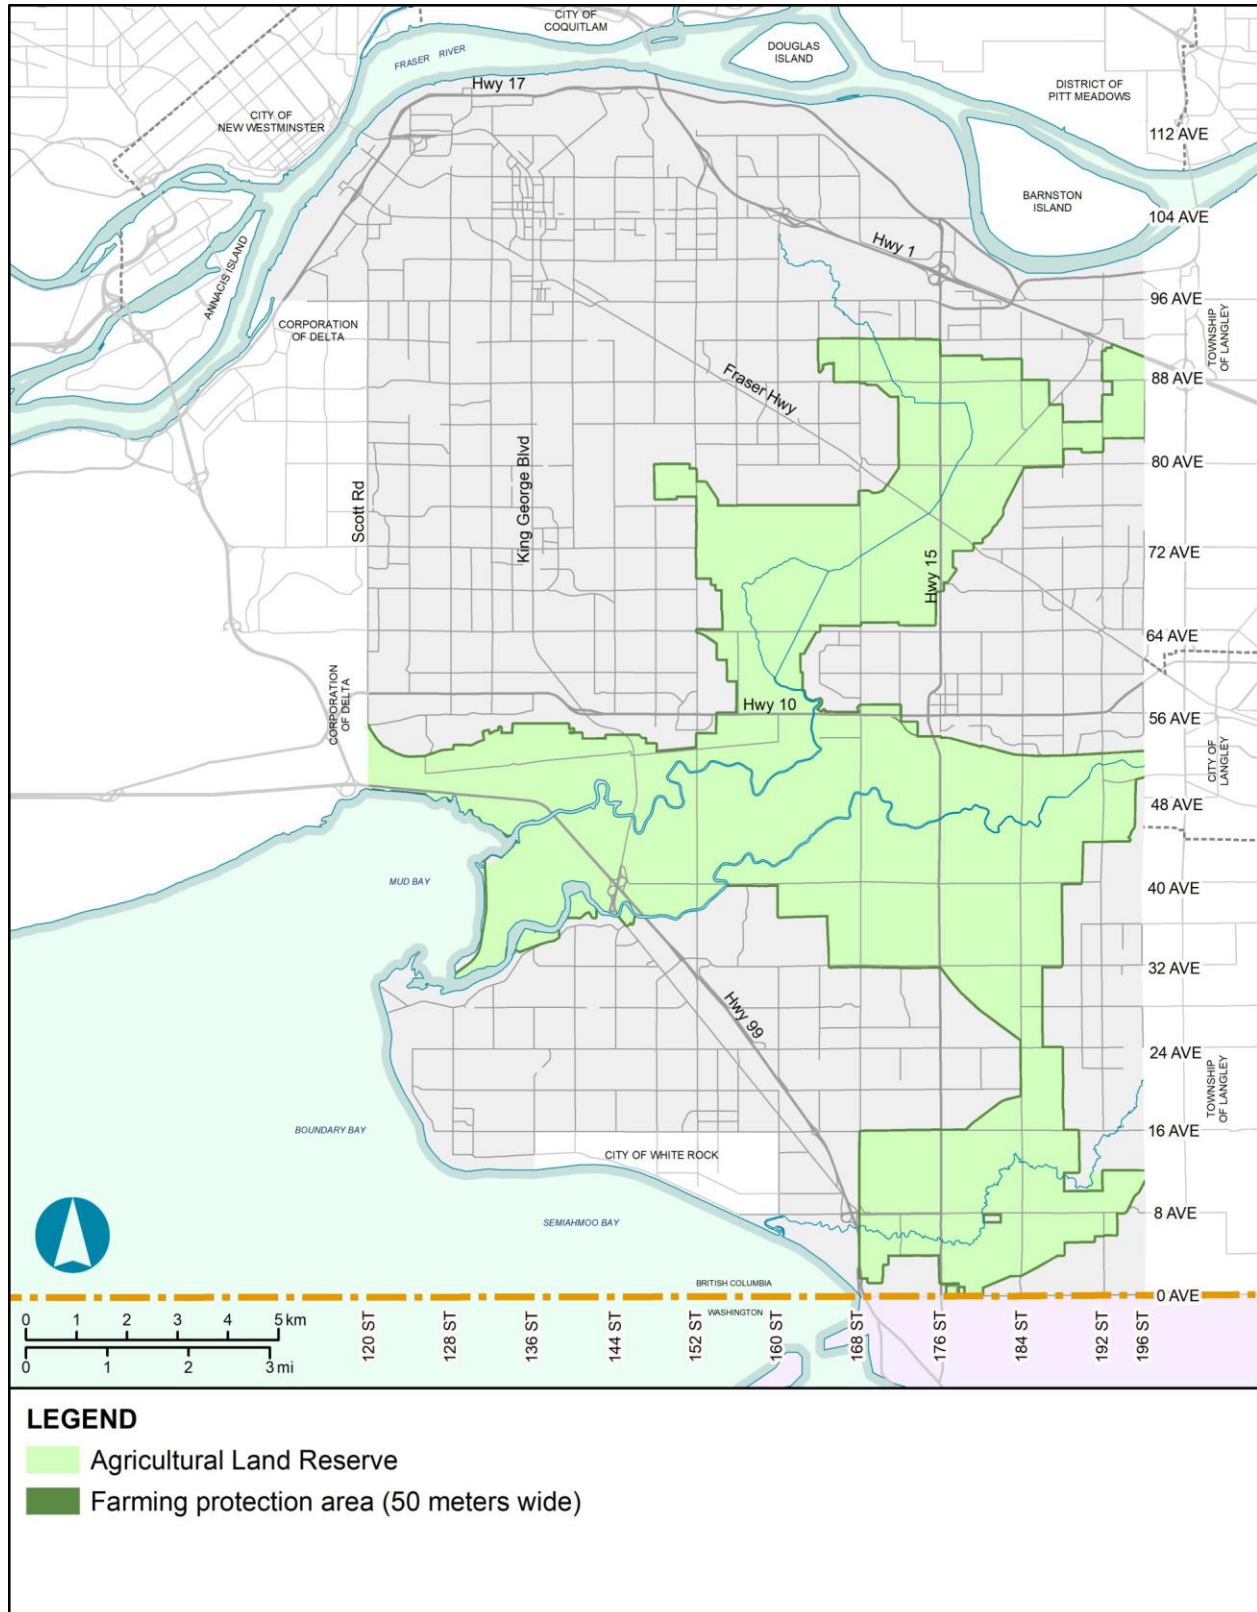 CITY OF
COQUITLAM
FRASER RIVER
DOUGLAS
ISLAND
Hwy 17
DISTRICT OF
PITT MEADOWS
CITY OF
NEW WESTMINSTER
112 AVE
BARNSTON
ISLAND
104 AVE
Hwy 1
ANNACIS ISLAND
96 AVE
CORPORATION
OF DELTA
TOWNSHIP
OF LANGLEY
88 AVE
Fraser Hwy
80 AVE
Scott Rd
King George Blvd
72 AVE
Hwy 15
64 AVE
CORPORATION
OF DELTA
Hwy 10
56 AVE
CITY OF
LANGLEY
48 AVE
MUD BAY
40 AVE
32 AVE
Hwy 99
24 AVE
TOWNSHIP
OF LANGLEY
BOUNDARY BAY
16 AVE
CITY OF WHITE ROCK
8 AVE
SEMIAHMOO BAY
BRITISH COLUMBIA
0 AVE
WASHINGTON
0 1 2 3 4 5 km
0 1 2 3 mi
120 ST
128 ST
136 ST
144 ST
152 ST
160 ST
168 ST
176 ST
184 ST
192 ST
196 ST
LEGEND
Agricultural Land Reserve
Farming protection area (50 meters wide)